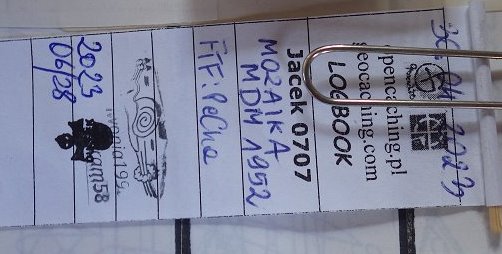 opencaching.pl
geocaching.com
LOGBOOK
Jacek 0707
MOZAIKA
MDM 1952
FTF: PeCha
2023
06/28